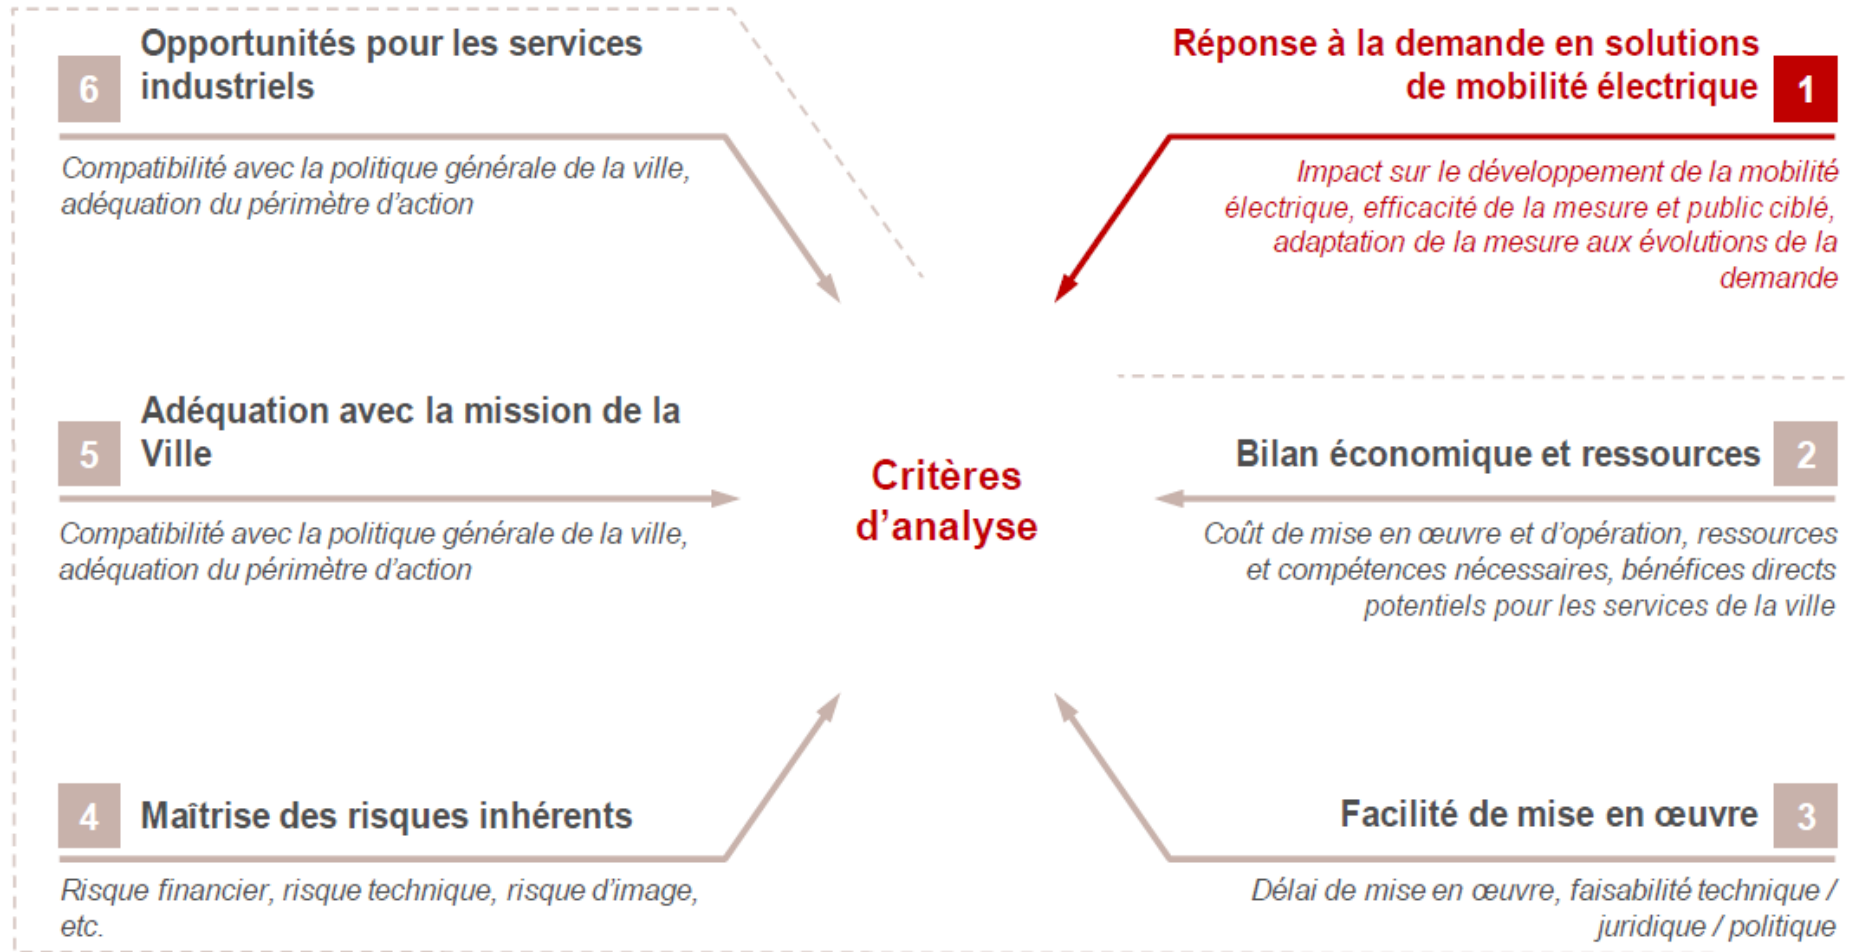 Opportunités pour les services
industriels
6
Compatibilité avec la politique générale de la ville,
adéquation du périmètre d’action
Réponse à la demande en solutions
de mobilité électrique
1
Impact sur le développement de la mobilité
électrique, efficacité de la mesure et public ciblé,
adaptation de la mesure aux évolutions de la
demande
Adéquation avec la mission de la
Ville
5
Compatibilité avec la politique générale de la ville,
adéquation du périmètre d’action
Critères
d’analyse
Bilan économique et ressources
2
Coût de mise en œuvre et d’opération, ressources
et compétences nécessaires, bénéfices directs
potentiels pour les services de la ville
4
Maîtrise des risques inhérents
Risque financier, risque technique, risque d’image,
etc.
Facilité de mise en œuvre
3
Délai de mise en œuvre, faisabilité technique /
juridique / politique